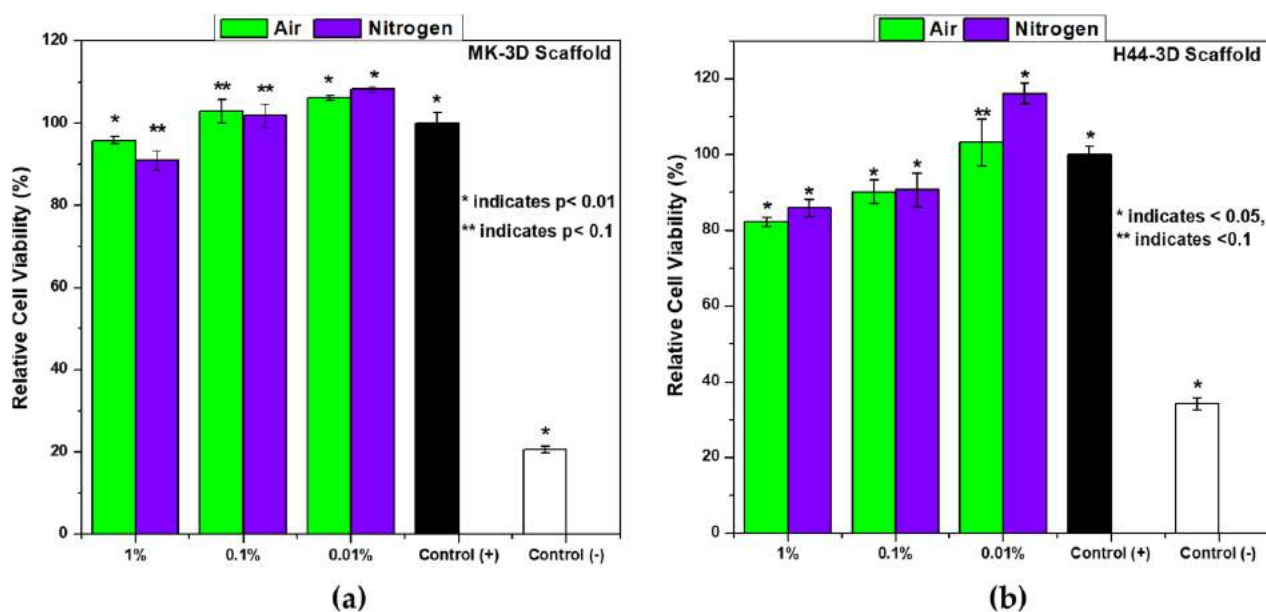 Air Nitrogen
MK-3D Scaffold
120
100
80
60
40
20
0
Relative Cell Viability (%)
*
**
**
**
*
*
*
*
* indicates p< 0.01
** indicates p< 0.1
1% 0.1% 0.01% Control (+) Control (-)
(a)
Air Nitrogen
H44-3D Scaffold
120
100
80
60
40
20
0
Relative Cell Viability (%)
*
*
*
*
**
*
*
*
* indicates < 0.05,
** indicates <0.1
1% 0.1% 0.01% Control (+) Control (-)
(b)